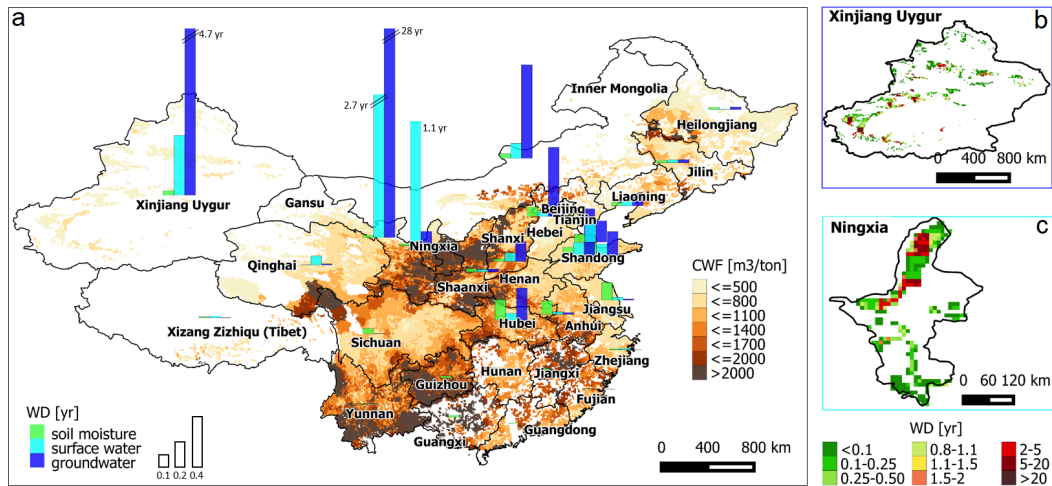 a
4.7 yr
28 yr
2.7 yr
1.1 yr
Inner Mongolia
Heilongjiang
Jilin
Xinjiang Uygur
Gansu
Liaoning
Beijing
Tianjin
Hebei
Shanxi
Ningxia
Shandong
Qinghai
Henan
Shaanxi
Jiangsu
Xizang Zizhiqu (Tibet)
Hubei
Anhui
Sichuan
Zhejiang
Hunan
Jiangxi
Guizhou
Fujian
Yunnan
Guangdong
Guangxi
CWF [m3/ton]
<=500
<=800
<=1100
<=1400
<=1700
<=2000
>2000
WD [yr]
soil moisture
surface water
groundwater
0.1 0.2 0.4
0 400 800 km
Xinjiang Uygur
b
0 400 800 km
Ningxia
c
0 60 120 km
WD [yr]
<0.1
0.1-0.25
0.25-0.50
0.8-1.1
1.1-1.5
1.5-2
2-5
5-20
>20